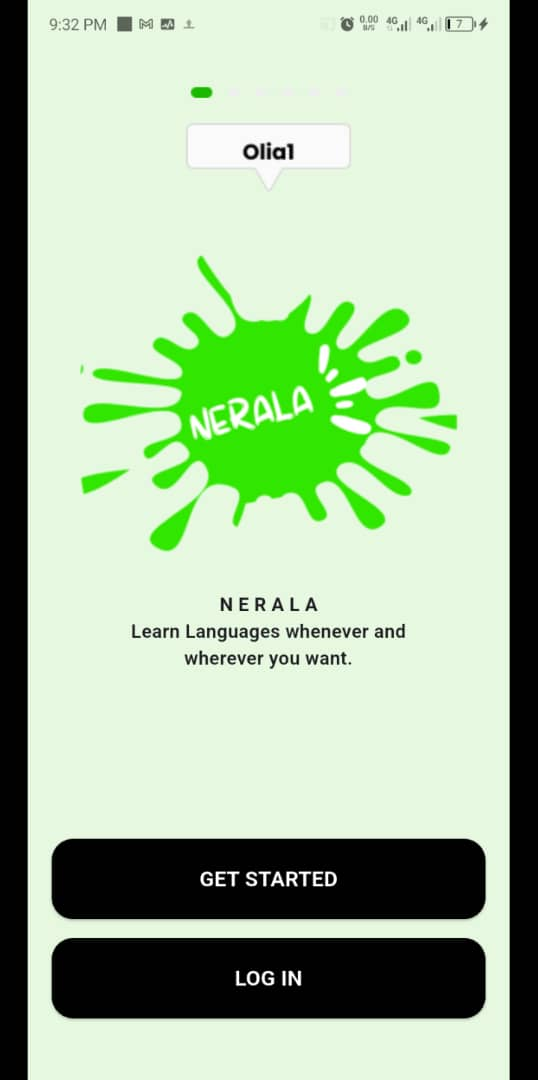 9:32 PM
0.00
B/S
4G
4G
7
Olia1
NERALA
N E R A L A
Learn Languages whenever and
wherever you want.
GET STARTED
LOG IN